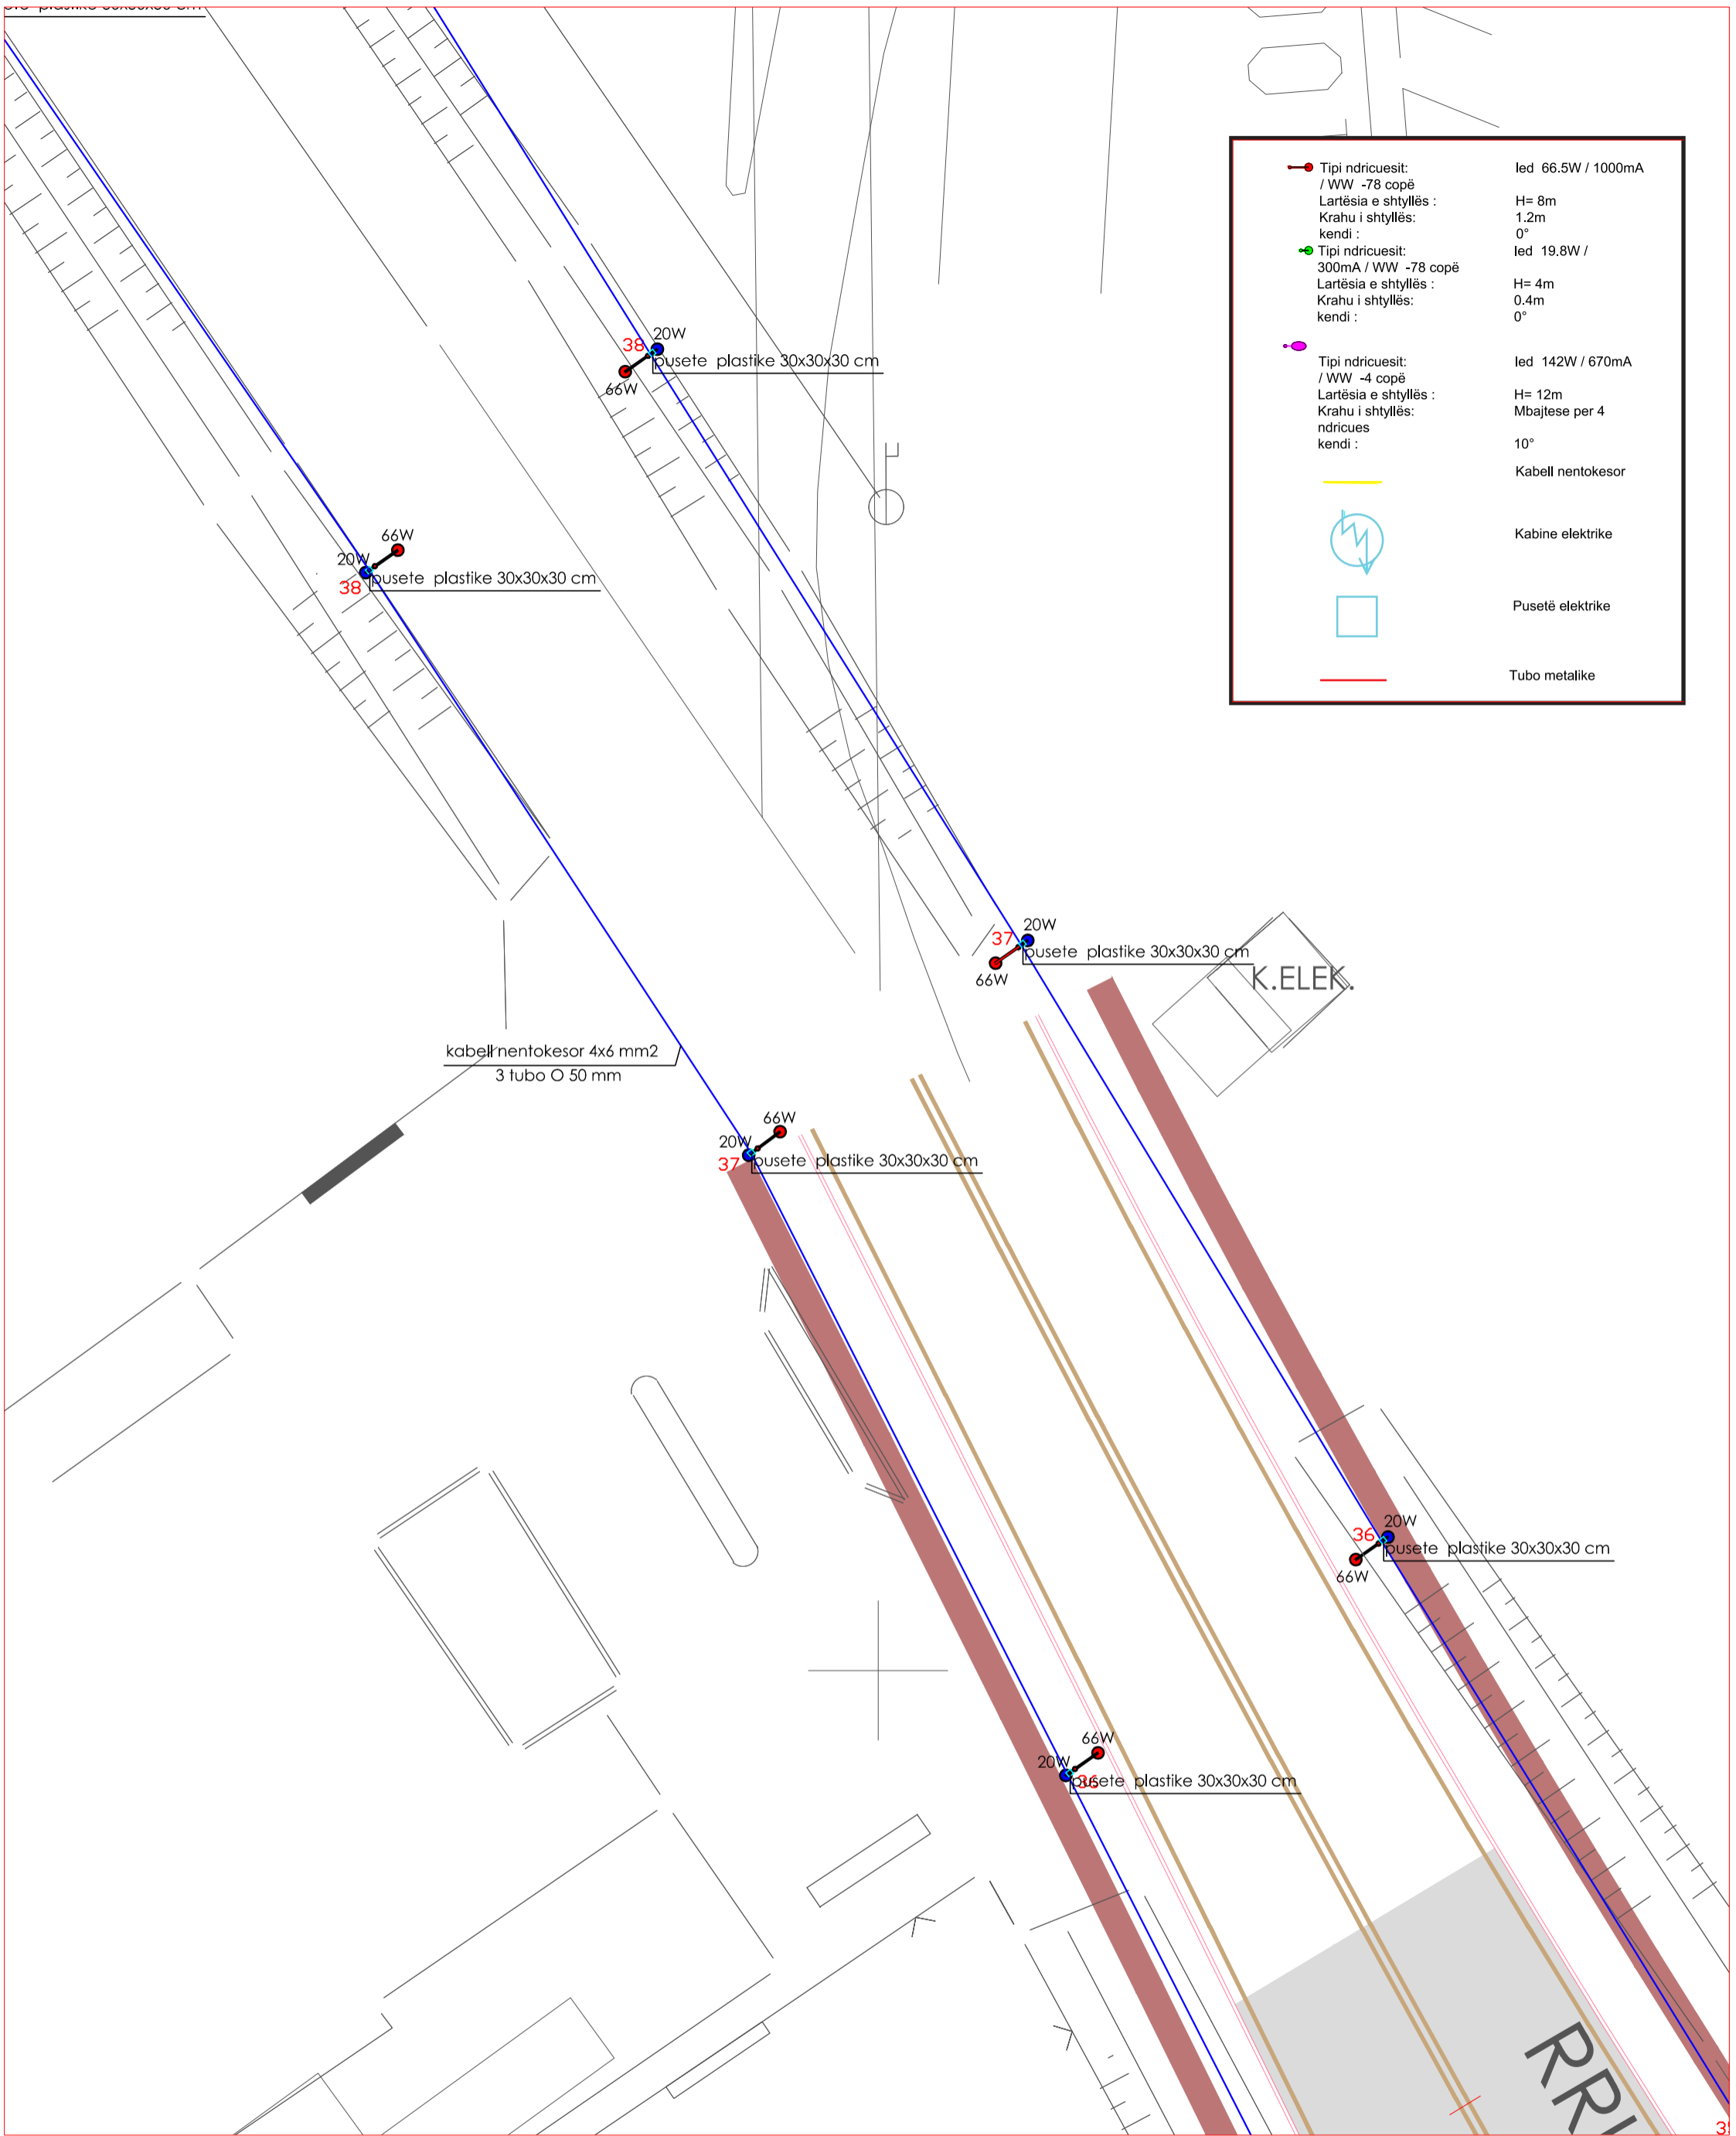 Tipi ndricuesit: led 66.5W / 1000mA
/ WW -78 copë
Lartësia e shtyllës : H= 8m
Krahu i shtyllës: 1.2m
kendi : 0°
Tipi ndricuesit: led 19.8W /
300mA / WW -78 copë
Lartësia e shtyllës : H= 4m
Krahu i shtyllës: 0.4m
kendi : 0°
Tipi ndricuesit: led 142W / 670mA
/ WW -4 copë
Lartësia e shtyllës : H= 12m
Krahu i shtyllës: Mbajtese per 4
ndricues
kendi : 10°
Kabell nentokesor
Kabine elektrike
Pusetë elektrike
Tubo metalike
20W
38
pusete plastike 30x30x30 cm
66W
66W
20W
pusete plastike 30x30x30 cm
38
20W
37
pusete plastike 30x30x30 cm
66W
K.ELEK.
kabell nentokesor 4x6 mm2
3 tubo O 50 mm
66W
20W
pusete plastike 30x30x30 cm
37
20W
36
pusete plastike 30x30x30 cm
66W
66W
20W
pusete plastike 30x30x30 cm
36